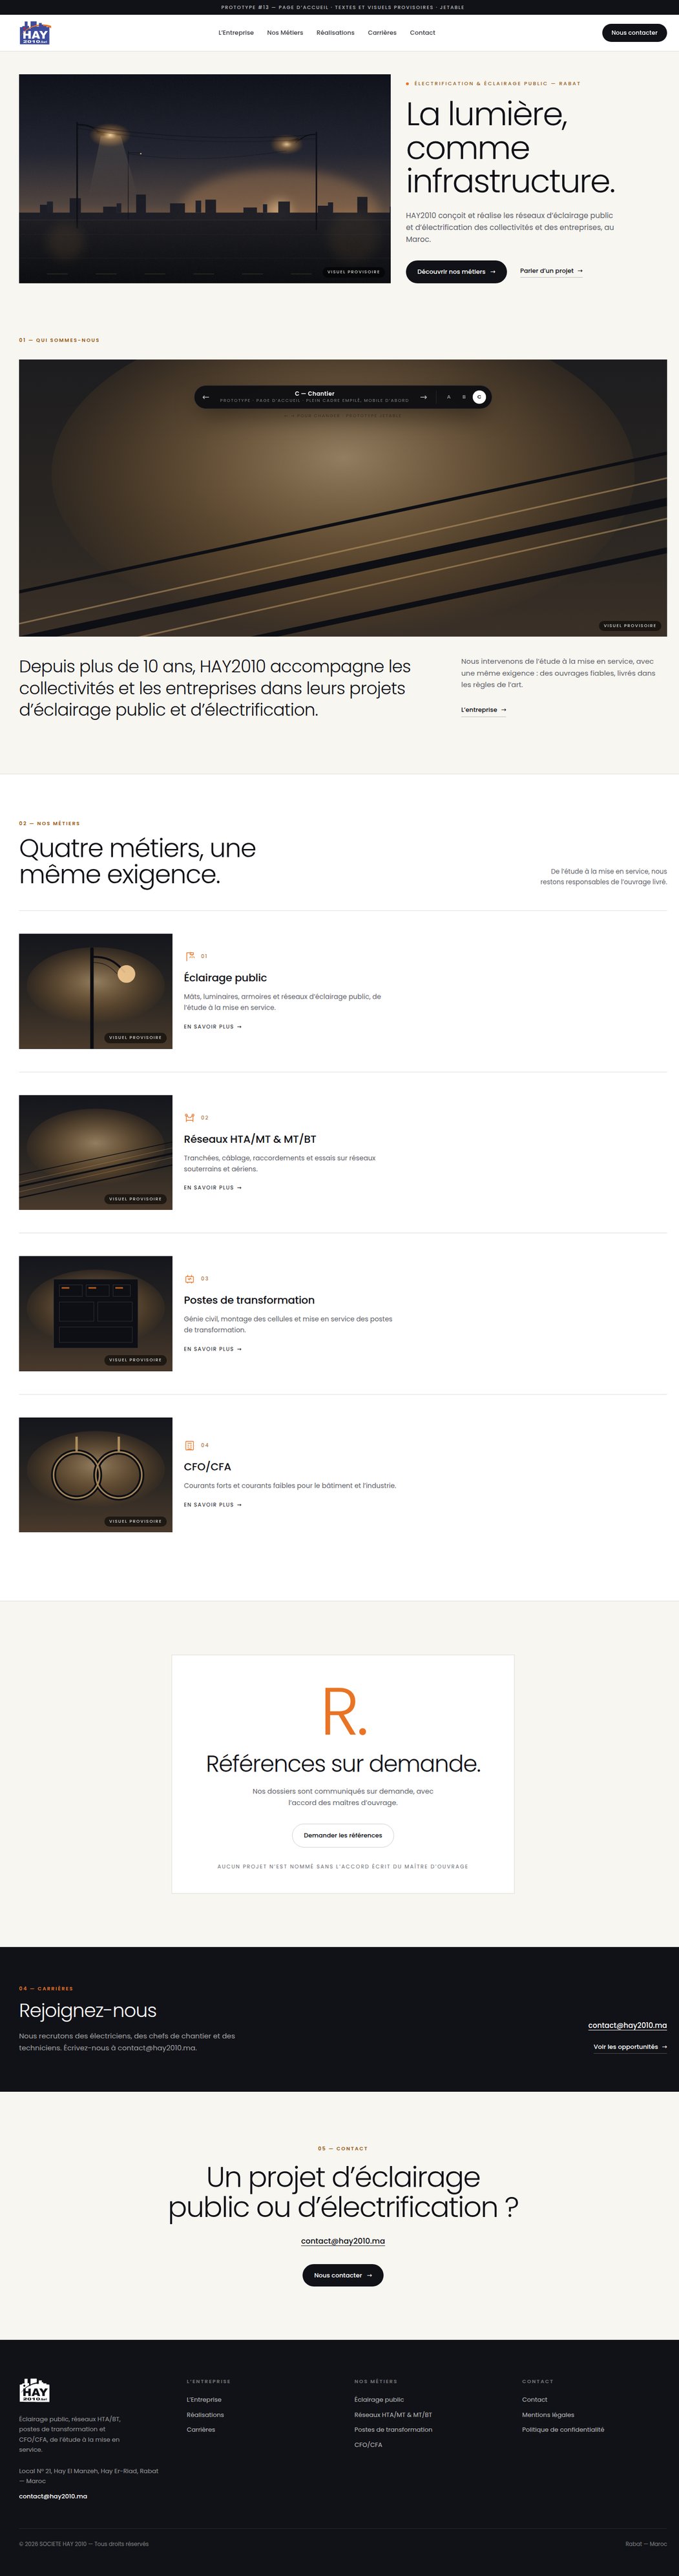 PROTOTYPE #13 — PAGE D'ACCUEIL · TEXTES ET VISUELS PROVISOIRES · JETABLE
HAY
2010
L'Entreprise
Nos Métiers
Réalisations
Carrières
Contact
Nous contacter
VISUEL PROVISOIRE
ÉLECTRIFICATION & ÉCLAIRAGE PUBLIC — RABAT
La lumière,
comme
infrastructure.
HAY2010 conçoit et réalise les réseaux d'éclairage public
et d'électrification des collectivités et des entreprises, au
Maroc.
Découvrir nos métiers →
Parler d'un projet →
01 — QUI SOMMES-NOUS
←
C — Chantier
PROTOTYPE · PAGE D'ACCUEIL · PLEIN CADRE EMPILÉ, MOBILE D'ABORD
→
A
B
C
VISUEL PROVISOIRE
Depuis plus de 10 ans, HAY2010 accompagne les
collectivités et les entreprises dans leurs projets
d'éclairage public et d'électrification.
Nous intervenons de l'étude à la mise en service, avec
une même exigence : des ouvrages fiables, livrés dans
les règles de l'art.
L'entreprise →
02 — NOS MÉTIERS
Quatre métiers, une
même exigence.
De l'étude à la mise en service, nous
restons responsables de l'ouvrage livré.
VISUEL PROVISOIRE
01
Éclairage public
Mâts, luminaires, armoires et réseaux d'éclairage public, de
l'étude à la mise en service.
EN SAVOIR PLUS →
VISUEL PROVISOIRE
02
Réseaux HTA/MT & MT/BT
Tranchées, câblage, raccordements et essais sur réseaux
souterrains et aériens.
EN SAVOIR PLUS →
VISUEL PROVISOIRE
03
Postes de transformation
Génie civil, montage des cellules et mise en service des postes
de transformation.
EN SAVOIR PLUS →
VISUEL PROVISOIRE
04
CFO/CFA
Courants forts et courants faibles pour le bâtiment et l'industrie.
EN SAVOIR PLUS →
R.
Références sur demande.
Nos dossiers sont communiqués sur demande, avec
l'accord des maîtres d'ouvrage.
Demander les références
AUCUN PROJET N'EST NOMMÉ SANS L'ACCORD ÉCRIT DU MAÎTRE D'OUVRAGE
04 — CARRIÈRES
Rejoignez-nous
Nous recrutons des électriciens, des chefs de chantier et des
techniciens. Écrivez-nous à contact@hay2010.ma.
contact@hay2010.ma
Voir les opportunités →
05 — CONTACT
Un projet d'éclairage
public ou d'électrification ?
contact@hay2010.ma
Nous contacter →
HAY
2010
Éclairage public, réseaux HTA/BT,
postes de transformation et
CFO/CFA, de l'étude à la mise en
service.
Local N° 21, Hay El Manzeh, Hay Er-Riad, Rabat
— Maroc
contact@hay2010.ma
L'ENTREPRISE
L'Entreprise
Réalisations
Carrières
NOS MÉTIERS
Éclairage public
Réseaux HTA/MT & MT/BT
Postes de transformation
CFO/CFA
CONTACT
Contact
Mentions légales
Politique de confidentialité
© 2026 SOCIETE HAY 2010 — Tous droits réservés
Rabat — Maroc